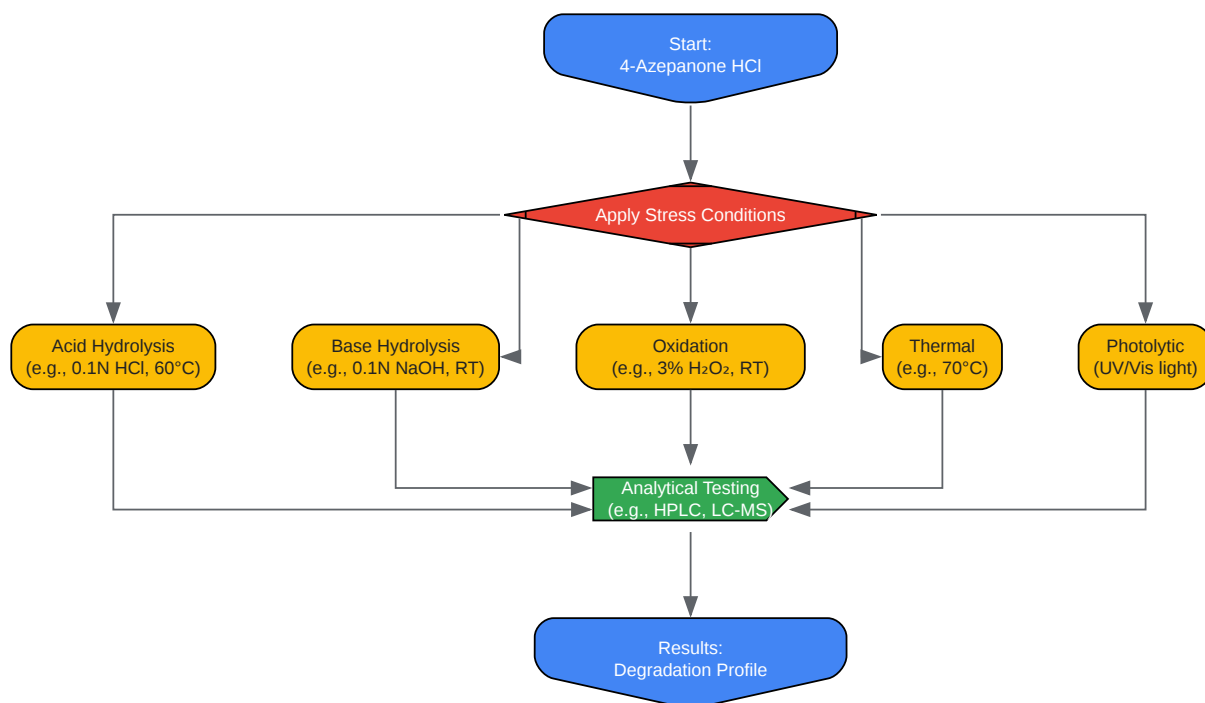 Start:
4-Azepanone HCl
Apply Stress Conditions
Acid Hydrolysis
(e.g., 0.1N HCl, 60°C)
Base Hydrolysis
(e.g., 0.1N NaOH, RT)
Oxidation
(e.g., 3% H₂O₂, RT)
Thermal
(e.g., 70°C)
Photolytic
(UV/Vis light)
Analytical Testing
(e.g., HPLC, LC-MS)
Results:
Degradation Profile